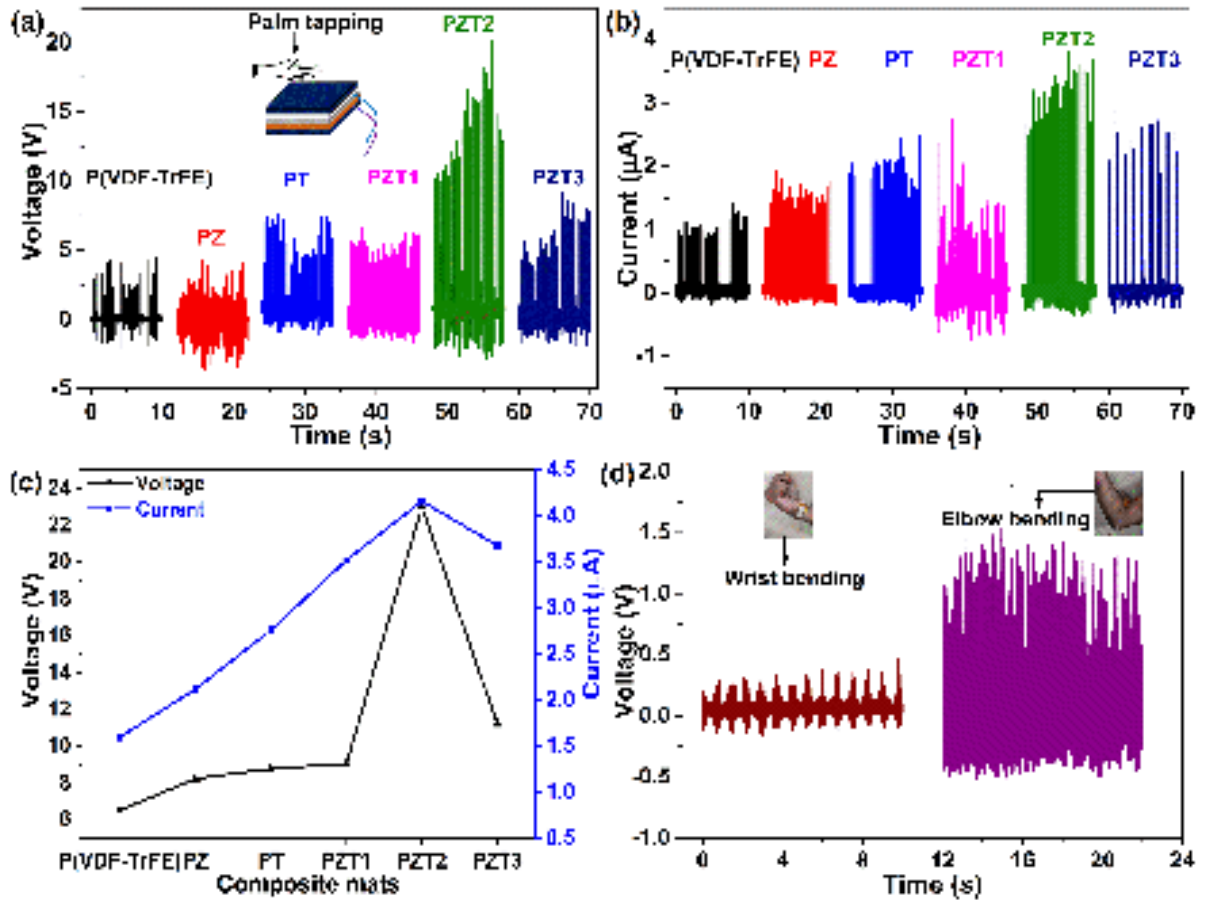 (a)
Palm tapping
PZT2
P(VDF-TrFE)
PZ
PT
PZT1
PZT3
20
15
10
5
0
-5
Voltage (V)
0 10 20 30 40 50 60 70
Time (s)
(b)
P(VDF-TrFE) PZ PT PZT1 PZT2 PZT3
4
3
2
1
0
-1
Current (μA)
0 10 20 30 40 50 60 70
Time (s)
(c)
Voltage
Current
24
22
20
18
16
14
12
10
8
6
Voltage (V)
4.5
4.0
3.5
3.0
2.5
2.0
1.5
1.0
0.5
Current (μA)
P(VDF-TrFE) PZ PT PZT1 PZT2 PZT3
Composite mats
(d)
Wrist bending
Elbow bending
2.0
1.5
1.0
0.5
0.0
-0.5
-1.0
Voltage (V)
0 4 8 12 16 20 24
Time (s)